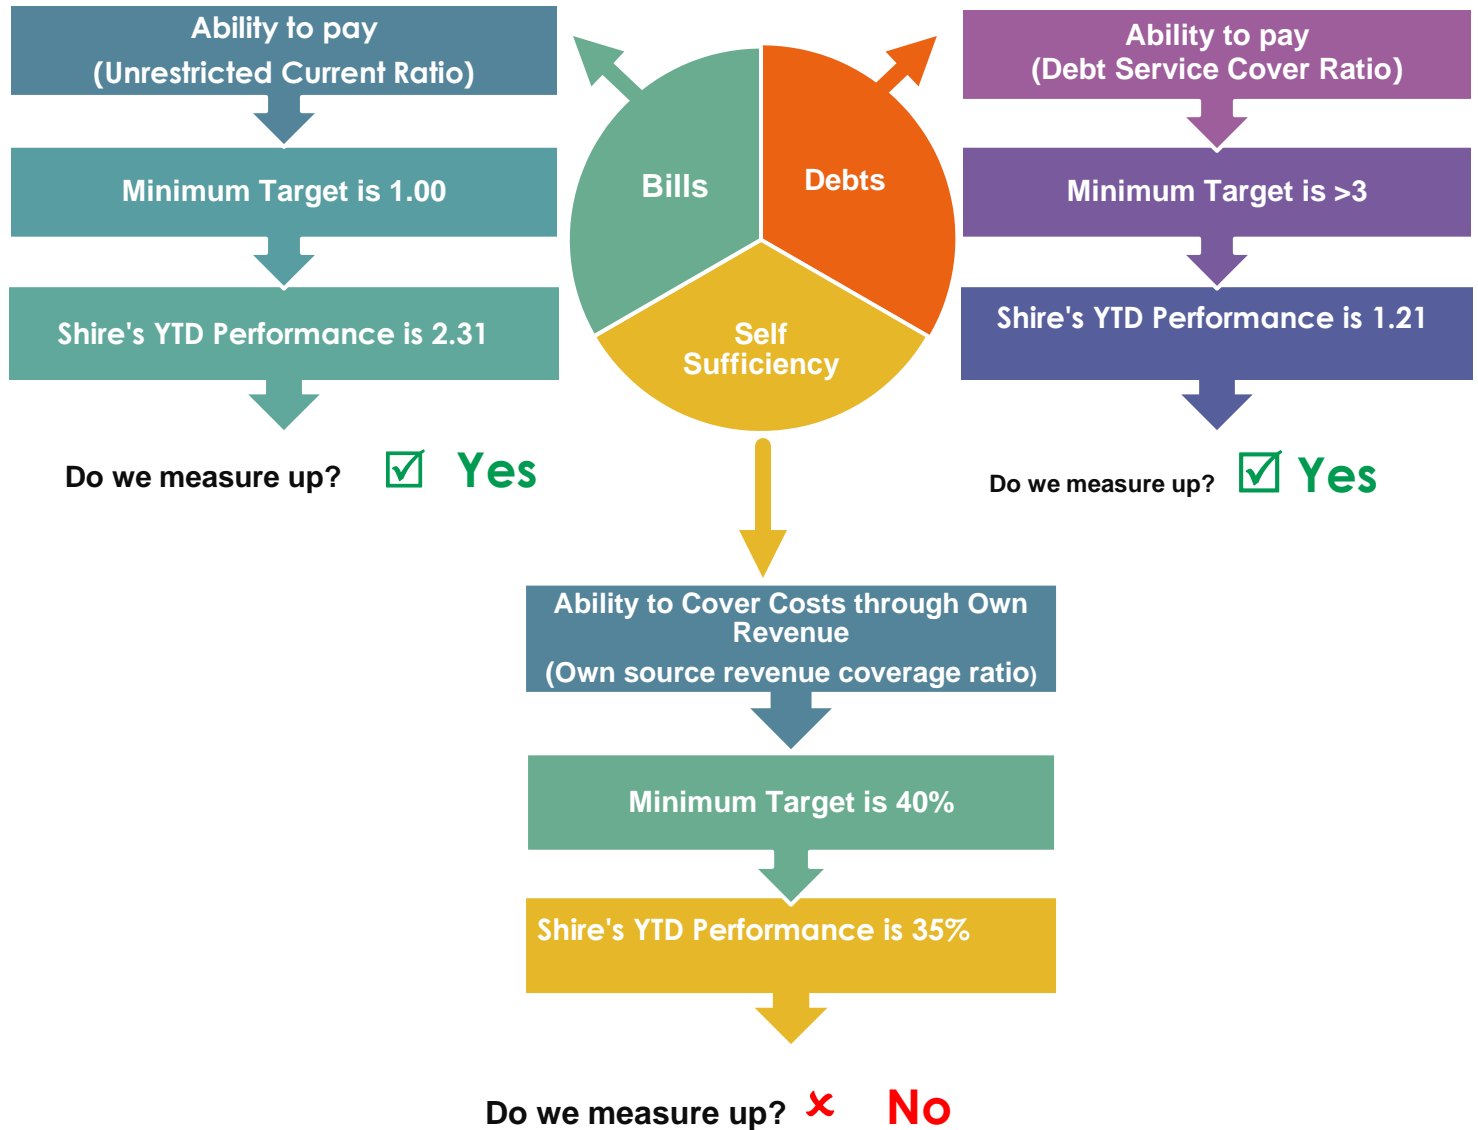 Ability to pay
(Unrestricted Current Ratio)
Minimum Target is 1.00
Shire's YTD Performance is 2.31
Do we measure up? ☑ Yes
Bills
Debts
Self
Sufficiency
Ability to pay
(Debt Service Cover Ratio)
Minimum Target is >3
Shire's YTD Performance is 1.21
Do we measure up? ☑ Yes
Ability to Cover Costs through Own
Revenue
(Own source revenue coverage ratio)
Minimum Target is 40%
Shire's YTD Performance is 35%
Do we measure up? ✗ No